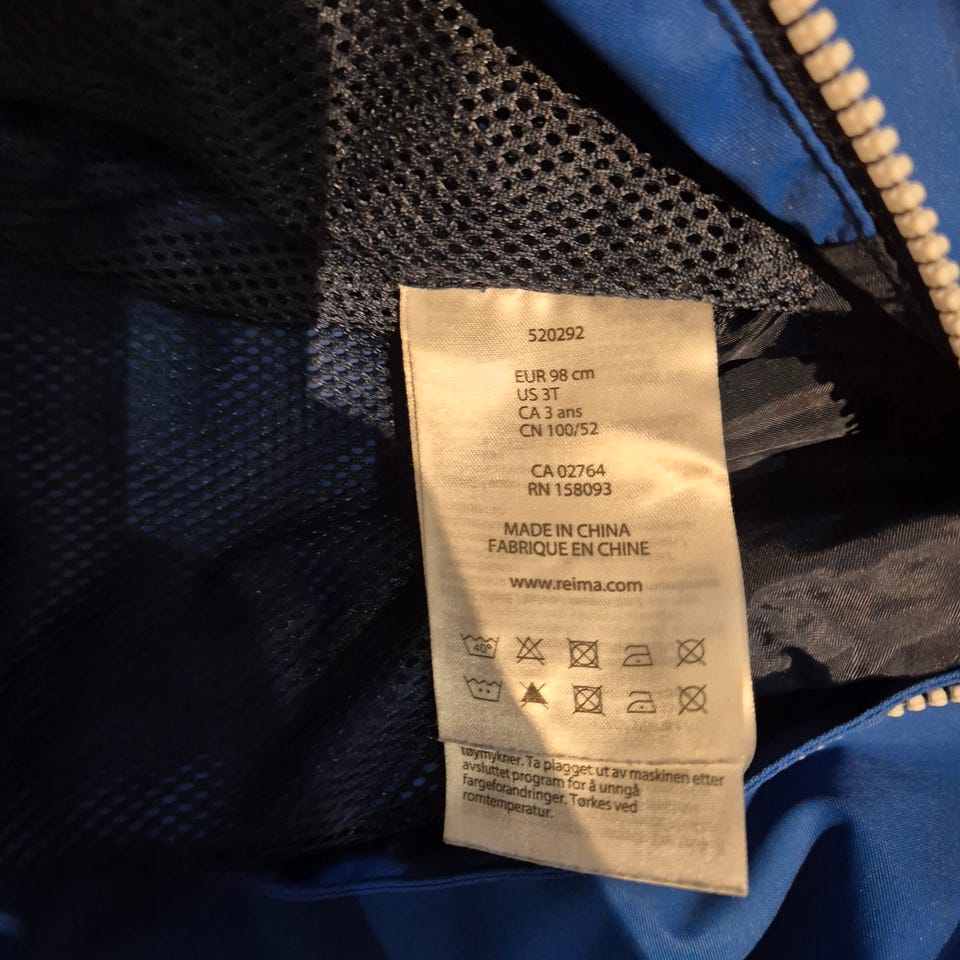 520292
EUR 98 cm
US 3T
CA 3 ans
CN 100/52
CA 02764
RN 158093
MADE IN CHINA
FABRIQUE EN CHINE
www.reima.com
40°
tøymykner. Ta plagget ut av maskinen etter
avsluttet program for å unngå
fargeforandringer. Tørkes ved
romtemperatur.